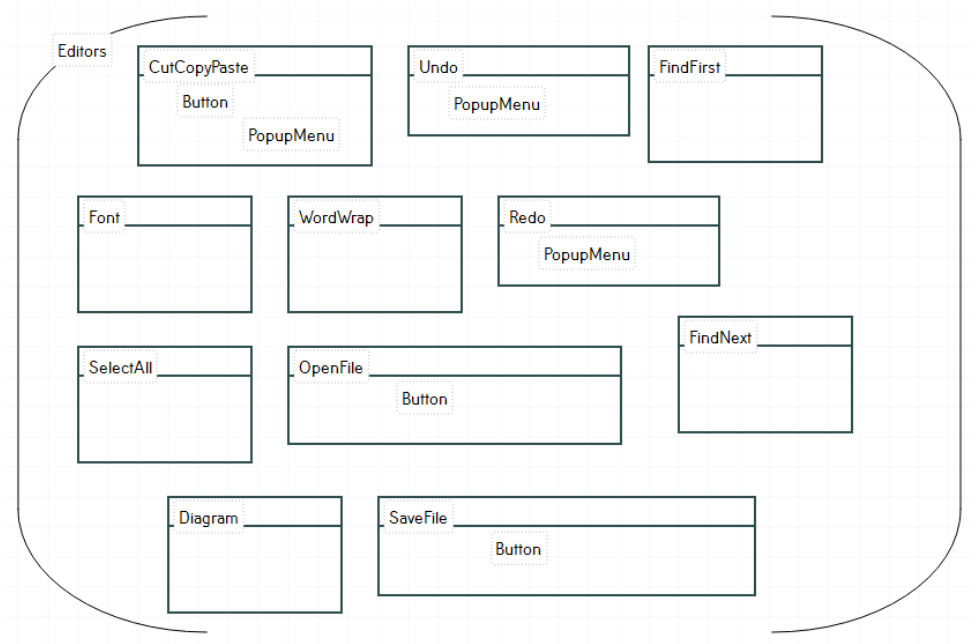 Editors
CutCopyPaste
Button
PopupMenu
Undo
PopupMenu
FindFirst
Font
WordWrap
Redo
PopupMenu
FindNext
SelectAll
OpenFile
Button
Diagram
SaveFile
Button